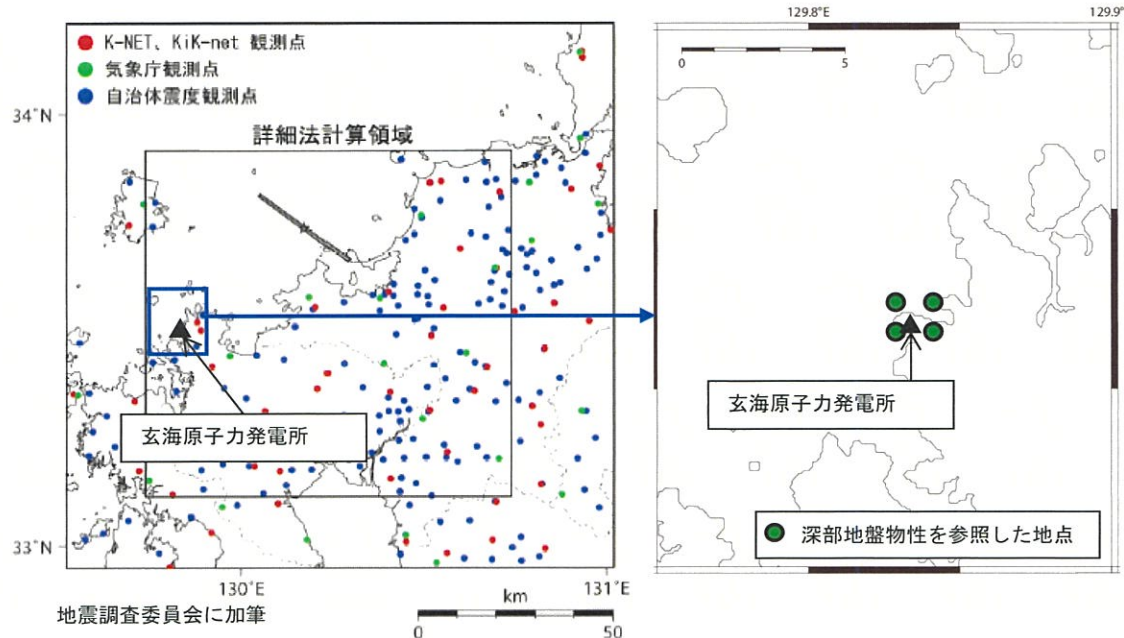 K-NET、KiK-net 観測点
気象庁観測点
自治体震度観測点
34°N
詳細法計算領域
玄海原子力発電所
33°N
130°E
131°E
地震調査委員会に加筆
km
0
50
129.8°E
129.9°
0
5
玄海原子力発電所
深部地盤物性を参照した地点